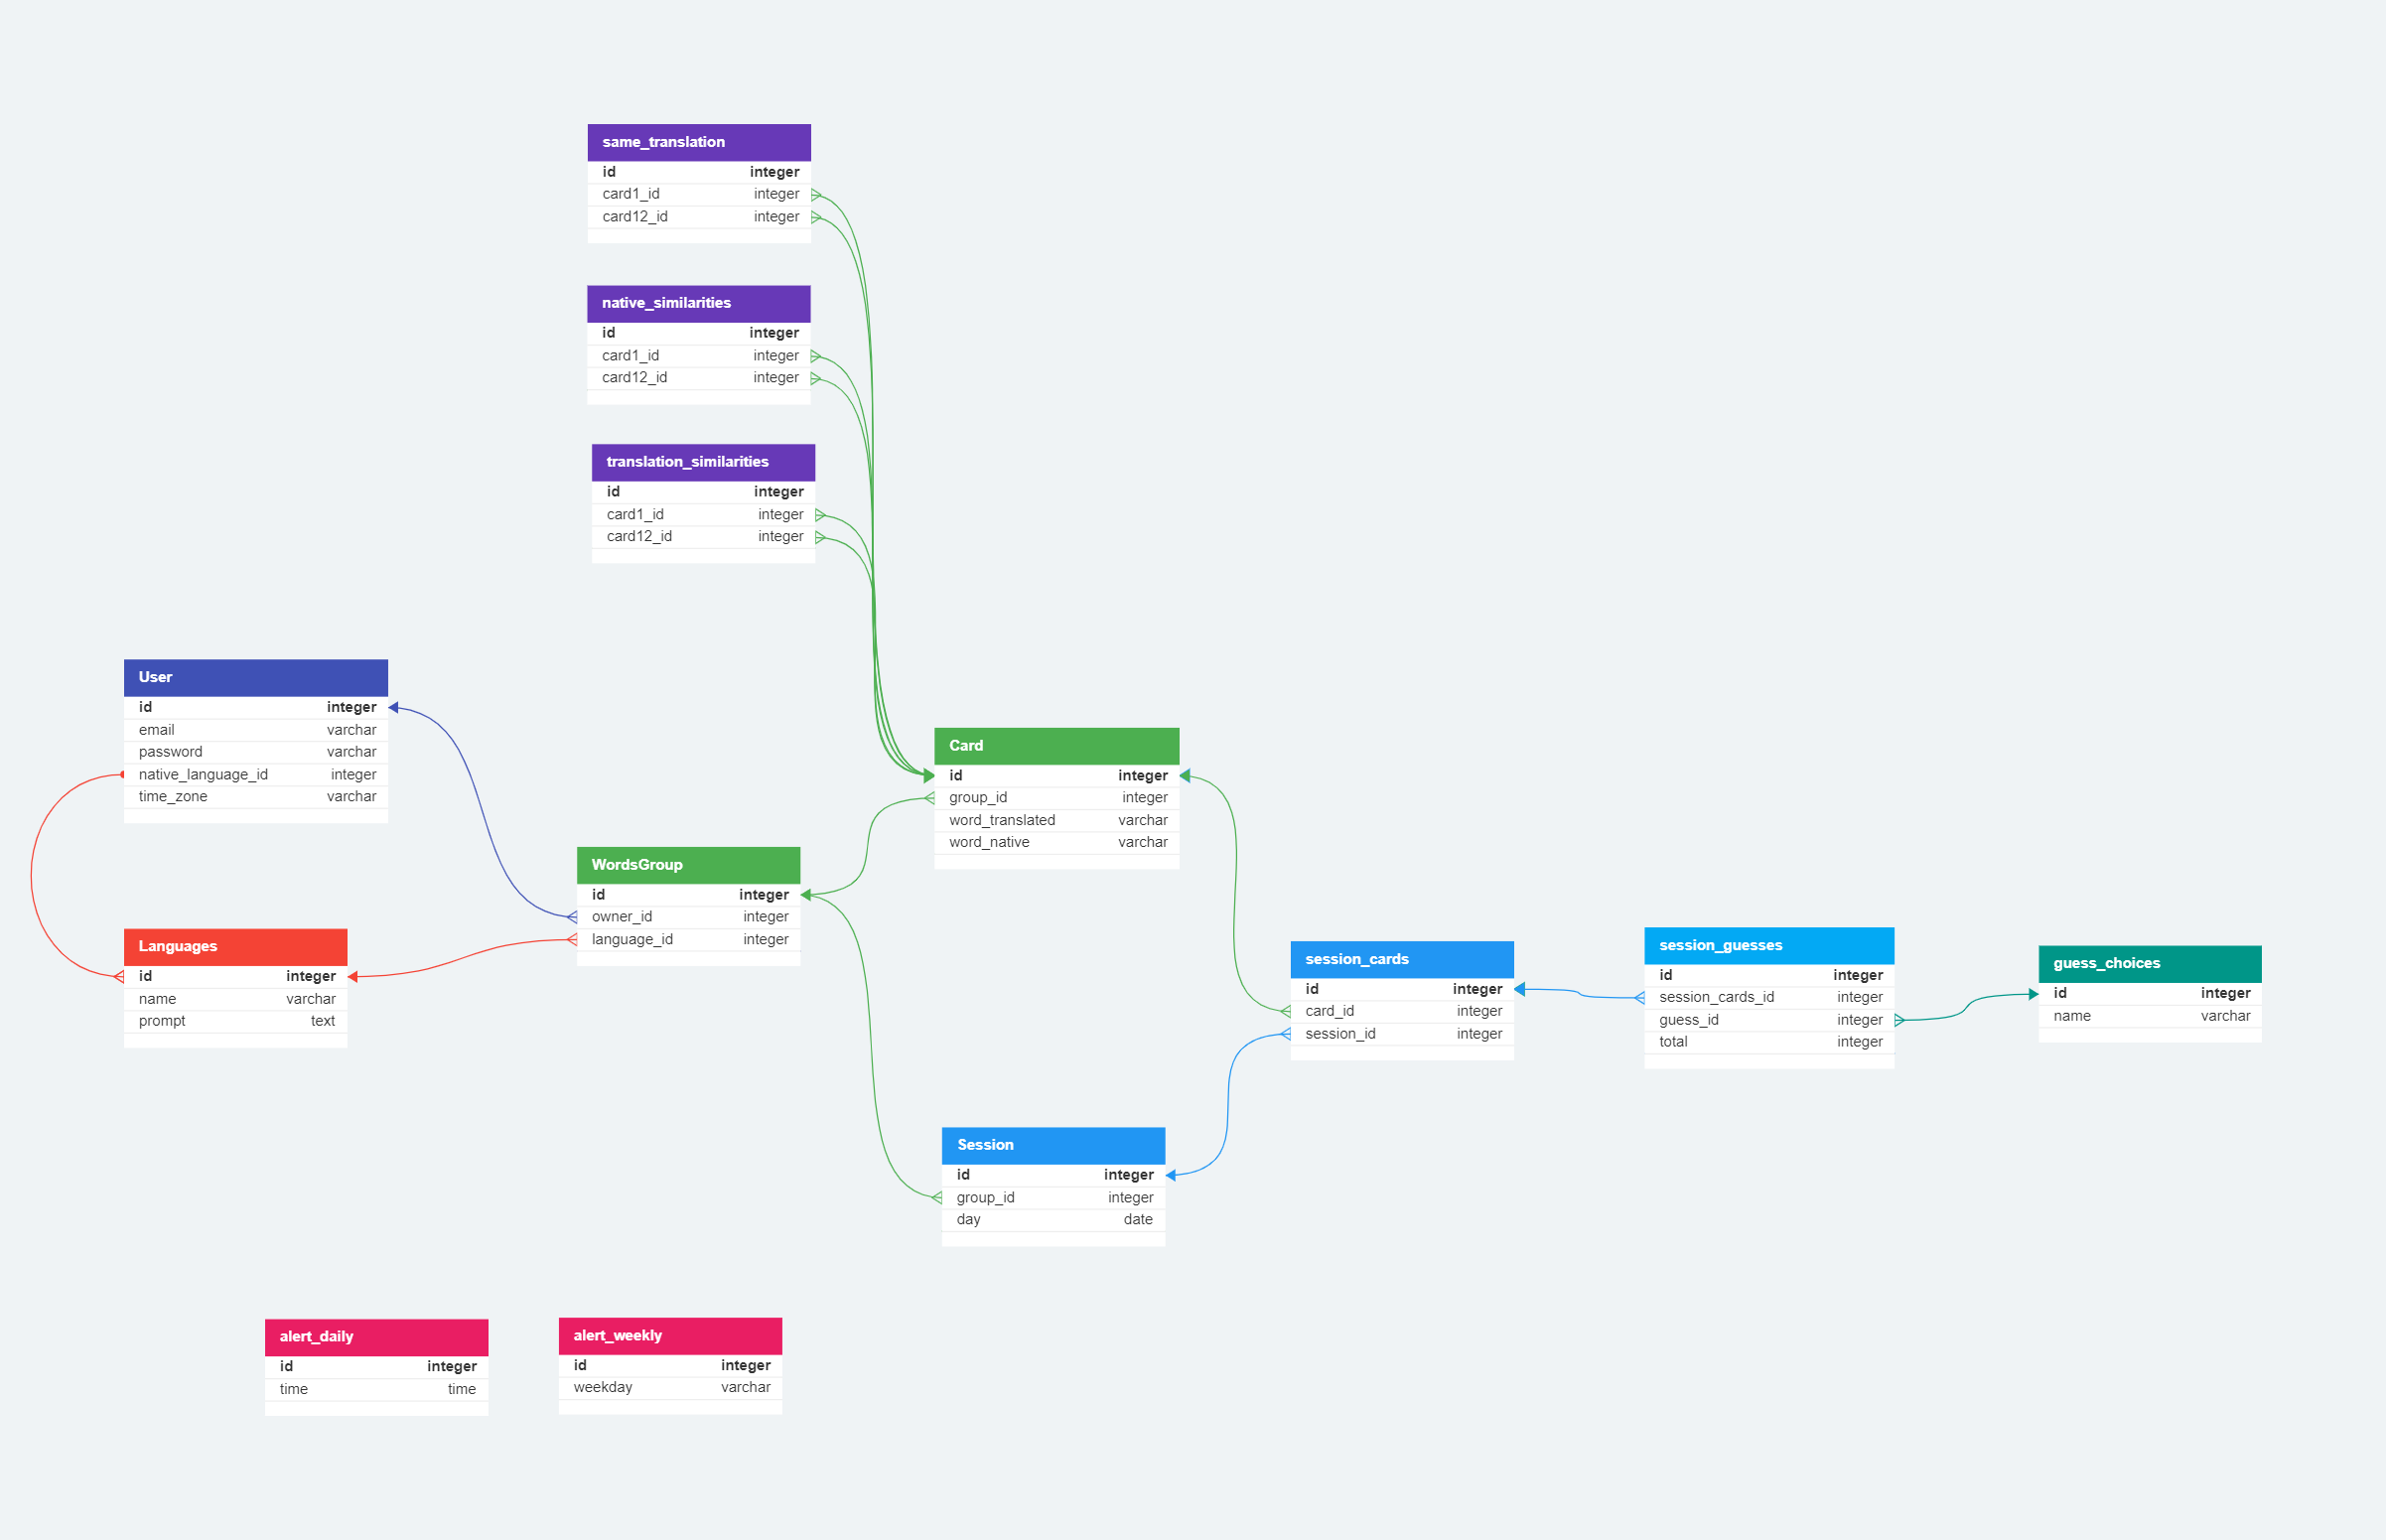 same_translation
id integer
card1_id integer
card12_id integer
native_similarities
id integer
card1_id integer
card12_id integer
translation_similarities
id integer
card1_id integer
card12_id integer
User
id integer
email varchar
password varchar
native_language_id integer
time_zone varchar
Card
id integer
group_id integer
word_translated varchar
word_native varchar
WordsGroup
id integer
owner_id integer
language_id integer
Languages
id integer
name varchar
prompt text
session_cards
id integer
card_id integer
session_id integer
session_guesses
id integer
session_cards_id integer
guess_id integer
total integer
guess_choices
id integer
name varchar
Session
id integer
group_id integer
day date
alert_daily
id integer
time time
alert_weekly
id integer
weekday varchar